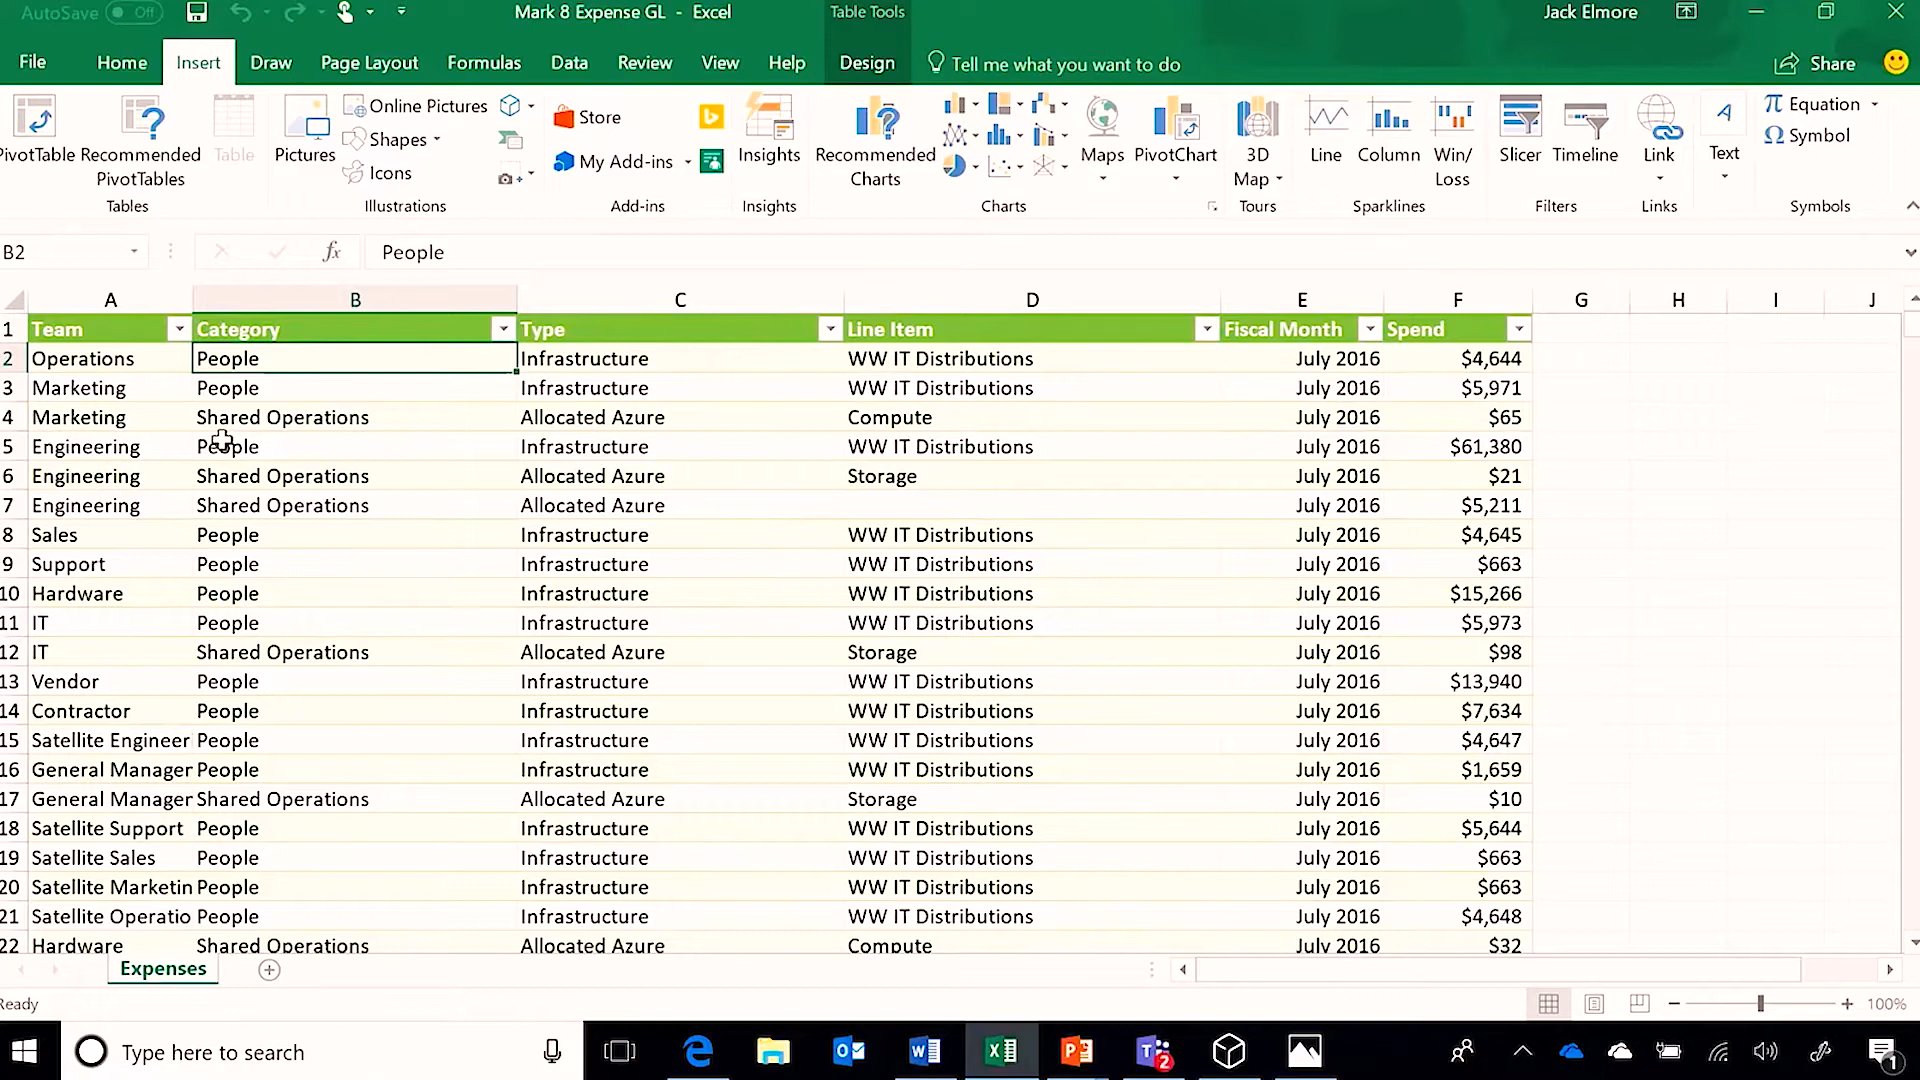 AutoSave Off Mark 8 Expense GL - Excel Table Tools Jack Elmore
File Home Insert Draw Page Layout Formulas Data Review View Help Design Tell me what you want to do Share
PivotTable Recommended PivotTables Table
Tables
Pictures Online Pictures Shapes Icons
Illustrations
Store My Add-ins
Add-ins
Insights
Insights
Recommended Charts Maps PivotChart
Charts
3D Map
Tours
Line Column Win/Loss
Sparklines
Slicer Timeline
Filters
Link
Links
Text
Equation
Symbol
Symbols
B2 fx People
A B C D E F G H I J
1 Team Category Type Line Item Fiscal Month Spend
2 Operations People Infrastructure WW IT Distributions July 2016 $4,644
3 Marketing People Infrastructure WW IT Distributions July 2016 $5,971
4 Marketing Shared Operations Allocated Azure Compute July 2016 $65
5 Engineering People Infrastructure WW IT Distributions July 2016 $61,380
6 Engineering Shared Operations Allocated Azure Storage July 2016 $21
7 Engineering Shared Operations Allocated Azure July 2016 $5,211
8 Sales People Infrastructure WW IT Distributions July 2016 $4,645
9 Support People Infrastructure WW IT Distributions July 2016 $663
10 Hardware People Infrastructure WW IT Distributions July 2016 $15,266
11 IT People Infrastructure WW IT Distributions July 2016 $5,973
12 IT Shared Operations Allocated Azure Storage July 2016 $98
13 Vendor People Infrastructure WW IT Distributions July 2016 $13,940
14 Contractor People Infrastructure WW IT Distributions July 2016 $7,634
15 Satellite Engineer People Infrastructure WW IT Distributions July 2016 $4,647
16 General Manager People Infrastructure WW IT Distributions July 2016 $1,659
17 General Manager Shared Operations Allocated Azure Storage July 2016 $10
18 Satellite Support People Infrastructure WW IT Distributions July 2016 $5,644
19 Satellite Sales People Infrastructure WW IT Distributions July 2016 $663
20 Satellite Marketin People Infrastructure WW IT Distributions July 2016 $663
21 Satellite Operatio People Infrastructure WW IT Distributions July 2016 $4,648
22 Hardware Shared Operations Allocated Azure Compute July 2016 $32
Expenses
Ready 100%
Type here to search 2 1